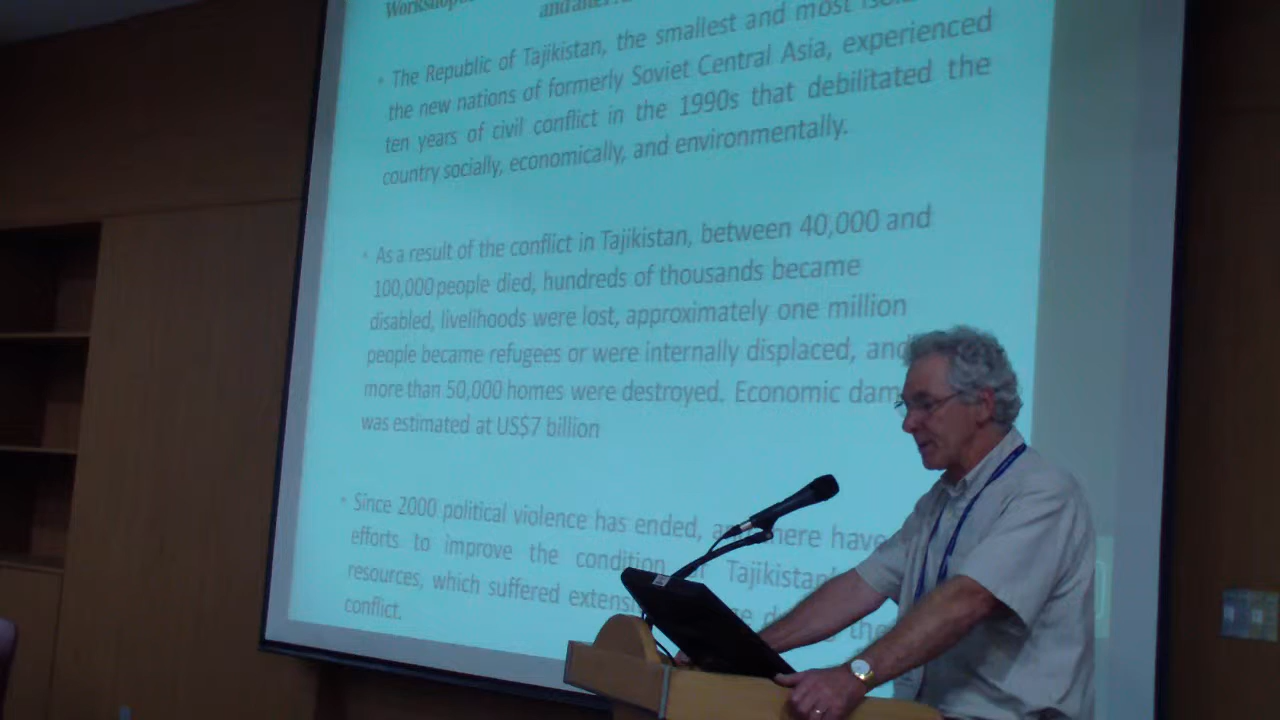 Workshop
and
• The Republic of Tajikistan, the smallest and most
the new nations of formerly Soviet Central Asia, experienced
ten years of civil conflict in the 1990s that debilitated the
country socially, economically, and environmentally.
• As a result of the conflict in Tajikistan, between 40,000 and
100,000 people died, hundreds of thousands became
disabled, livelihoods were lost, approximately one million
people became refugees or were internally displaced, and
more than 50,000 homes were destroyed. Economic dam
was estimated at US$7 billion
• Since 2000 political violence has ended, there have
efforts to improve the condition Tajikistan
resources, which suffered the
conflict.